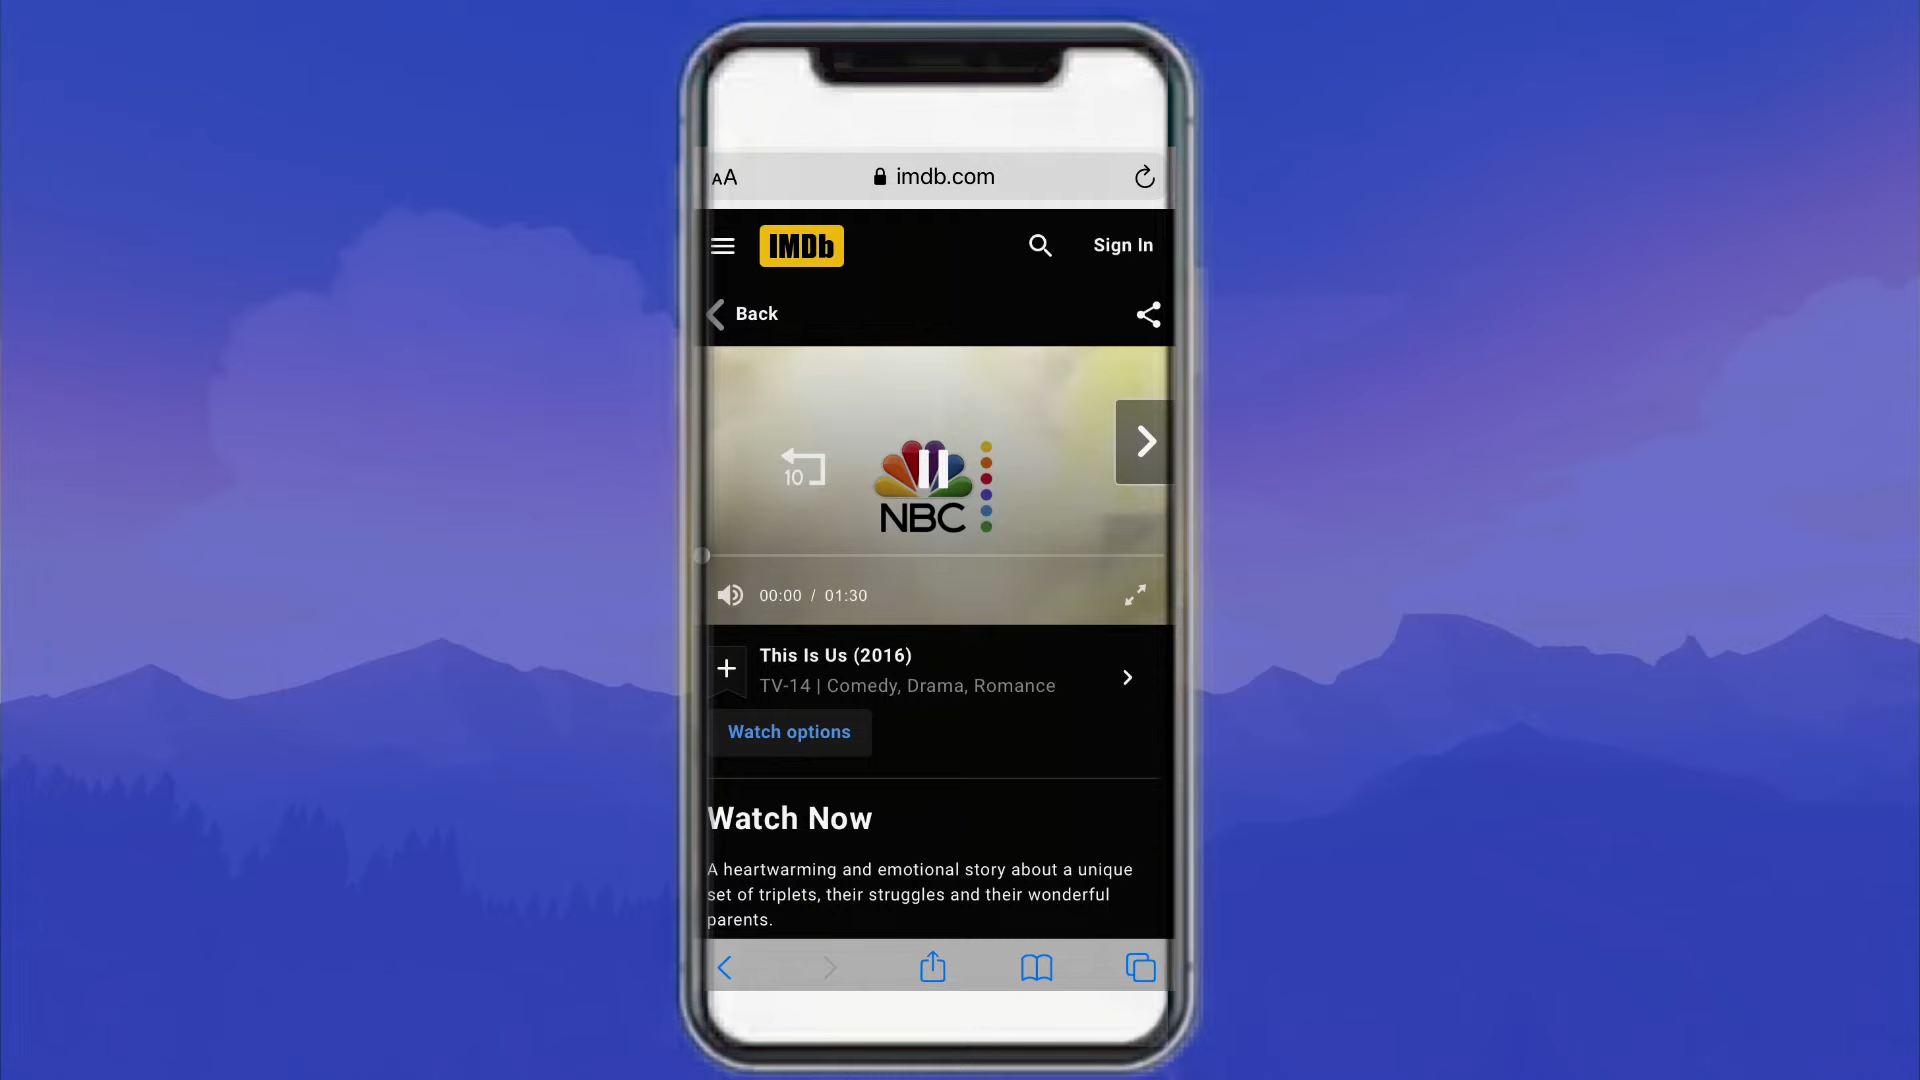 AA imdb.com
IMDb Sign In
Back
10
NBC
00:00 / 01:30
This Is Us (2016)
TV-14 | Comedy, Drama, Romance
Watch options
Watch Now
A heartwarming and emotional story about a unique
set of triplets, their struggles and their wonderful
parents.